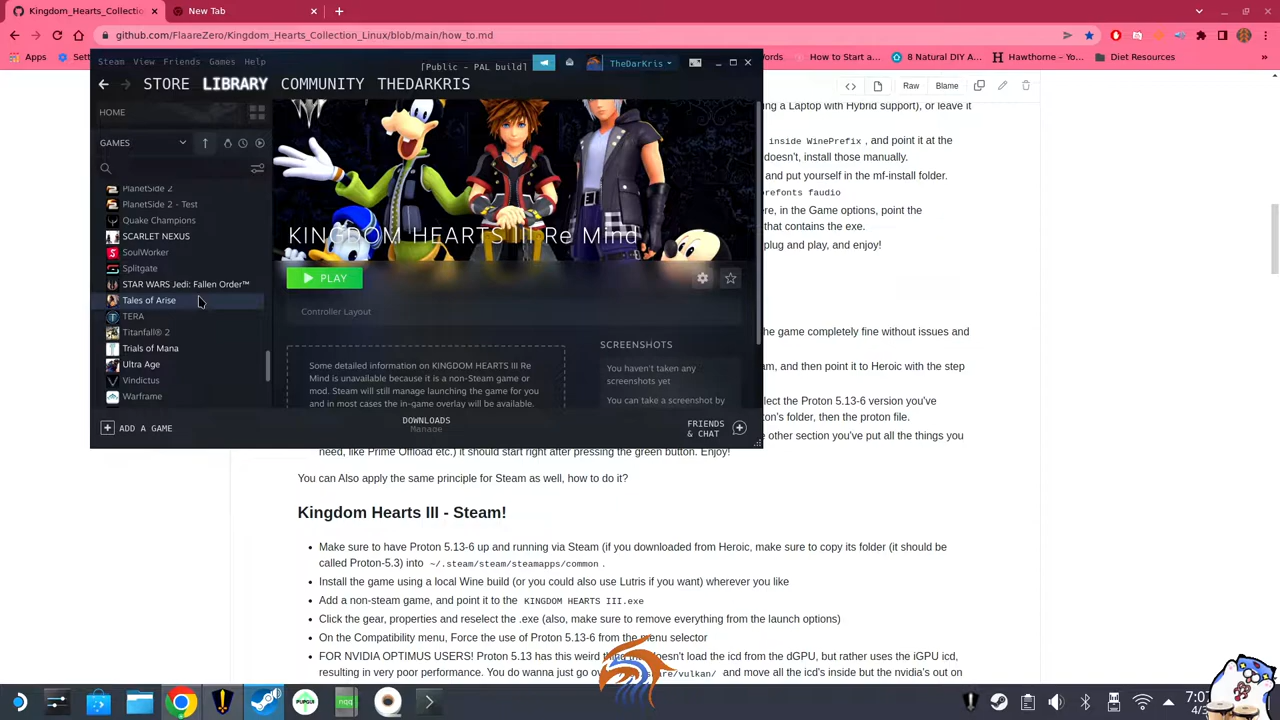 Kingdom_Hearts_Collecti
New Tab
github.com/FlaareZero/Kingdom_Hearts_Collection_Linux/blob/main/how_to.md
Apps
Sett
Words
How to Start a...
8 Natural DIY A...
Hawthorne – Yo...
Diet Resources
»
Steam View Friends Games Help
[Public - PAL build]
TheDarKris
STORE LIBRARY COMMUNITY THEDARKRIS
HOME
GAMES
PlanetSide 2
PlanetSide 2 - Test
Quake Champions
SCARLET NEXUS
SoulWorker
Splitgate
STAR WARS Jedi: Fallen Order™
Tales of Arise
TERA
Titanfall® 2
Trials of Mana
Ultra Age
Vindictus
Warframe
ADD A GAME
KINGDOM HEARTS III Re Mind
PLAY
Controller Layout
Some detailed information on KINGDOM HEARTS III Re
Mind is unavailable because it is a non-Steam game or
mod. Steam will still manage launching the game for you
and in most cases the in-game overlay will be available.
SCREENSHOTS
You haven't taken any
screenshots yet
You can take a screenshot by
DOWNLOADS
Manage
FRIENDS
& CHAT
Raw
Blame
ng a Laptop with Hybrid support), or leave it
inside WinePrefix , and point it at the
doesn't, install those manually.
and put yourself in the mf-install folder.
orefonts faudio
ere, in the Game options, point the
that contains the exe.
plug and play, and enjoy!
he game completely fine without issues and
am, and then point it to Heroic with the step
lect the Proton 5.13-6 version you've
on's folder, then the proton file.
e other section you've put all the things you
need, like Prime Offload etc.) it should start right after pressing the green button. Enjoy!
You can Also apply the same principle for Steam as well, how to do it?
Kingdom Hearts III - Steam!
• Make sure to have Proton 5.13-6 up and running via Steam (if you downloaded from Heroic, make sure to copy its folder (it should be
called Proton-5.3) into ~/.steam/steam/steamapps/common .
• Install the game using a local Wine build (or you could also use Lutris if you want) wherever you like
• Add a non-steam game, and point it to the KINGDOM HEARTS III.exe
• Click the gear, properties and reselect the .exe (also, make sure to remove everything from the launch options)
• On the Compatibility menu, Force the use of Proton 5.13-6 from the menu selector
• FOR NVIDIA OPTIMUS USERS! Proton 5.13 has this weird thing that doesn't load the icd from the dGPU, but rather uses the iGPU icd,
resulting in very poor performance. You do wanna just go ov /vulkan/ and move all the icd's inside but the nvidia's out on
PUPGUI
nqq
7:0
4/3